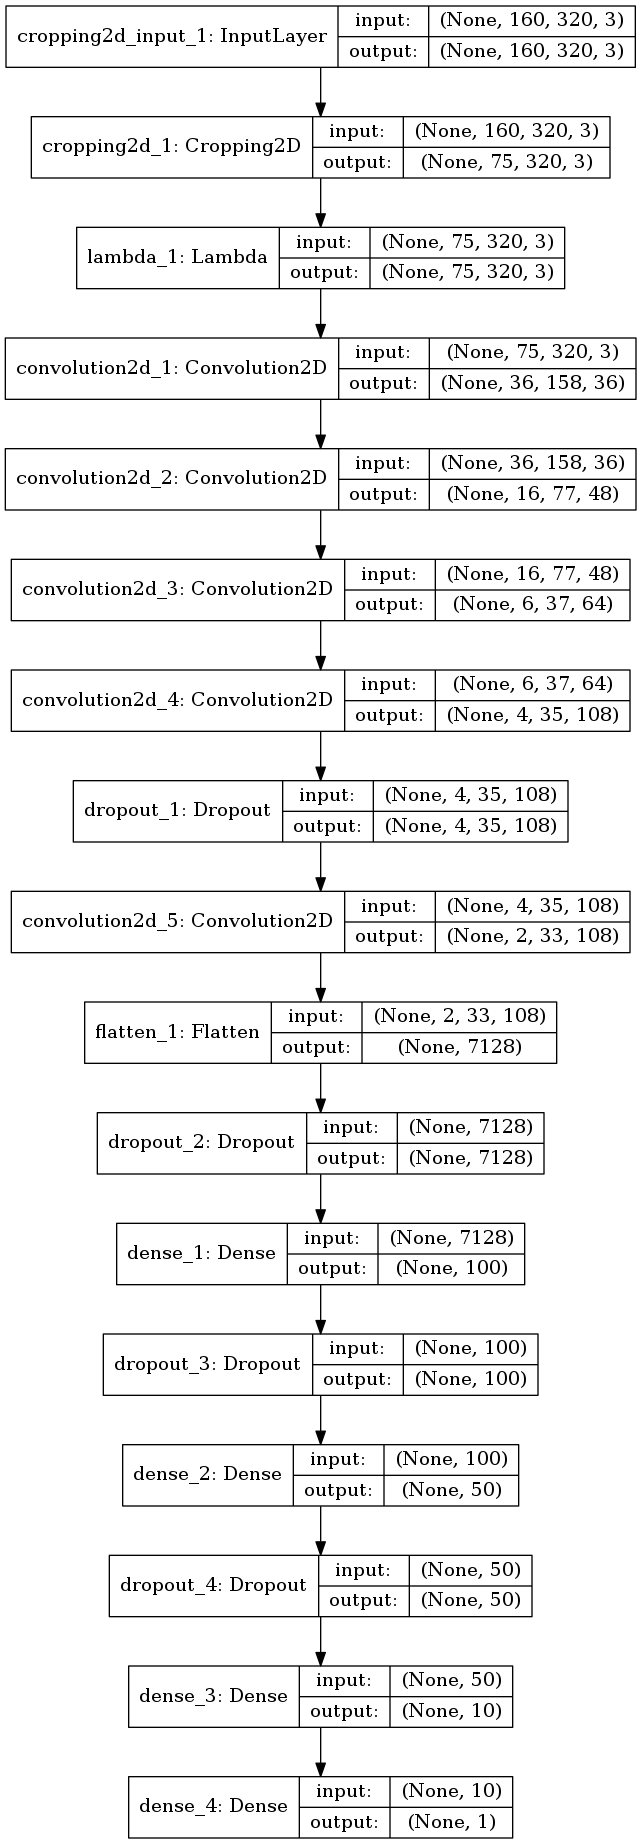 cropping2d_input_1: InputLayer
input: (None, 160, 320, 3)
output: (None, 160, 320, 3)
cropping2d_1: Cropping2D
input: (None, 160, 320, 3)
output: (None, 75, 320, 3)
lambda_1: Lambda
input: (None, 75, 320, 3)
output: (None, 75, 320, 3)
convolution2d_1: Convolution2D
input: (None, 75, 320, 3)
output: (None, 36, 158, 36)
convolution2d_2: Convolution2D
input: (None, 36, 158, 36)
output: (None, 16, 77, 48)
convolution2d_3: Convolution2D
input: (None, 16, 77, 48)
output: (None, 6, 37, 64)
convolution2d_4: Convolution2D
input: (None, 6, 37, 64)
output: (None, 4, 35, 108)
dropout_1: Dropout
input: (None, 4, 35, 108)
output: (None, 4, 35, 108)
convolution2d_5: Convolution2D
input: (None, 4, 35, 108)
output: (None, 2, 33, 108)
flatten_1: Flatten
input: (None, 2, 33, 108)
output: (None, 7128)
dropout_2: Dropout
input: (None, 7128)
output: (None, 7128)
dense_1: Dense
input: (None, 7128)
output: (None, 100)
dropout_3: Dropout
input: (None, 100)
output: (None, 100)
dense_2: Dense
input: (None, 100)
output: (None, 50)
dropout_4: Dropout
input: (None, 50)
output: (None, 50)
dense_3: Dense
input: (None, 50)
output: (None, 10)
dense_4: Dense
input: (None, 10)
output: (None, 1)